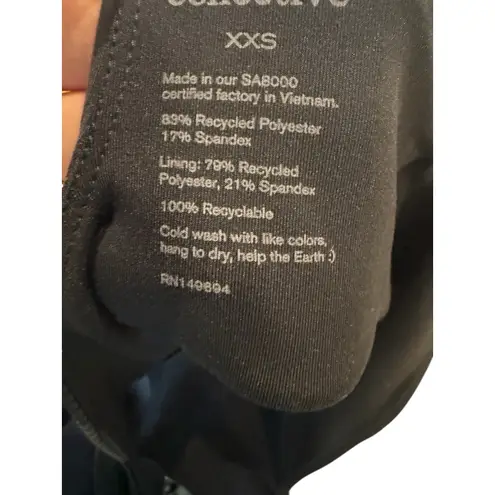 XXS
Made in our SA8000
certified factory in Vietnam.
83% Recycled Polyester
17% Spandex
Lining: 79% Recycled
Polyester, 21% Spandex
100% Recyclable
Cold wash with like colors,
hang to dry, help the Earth :)
RN149894